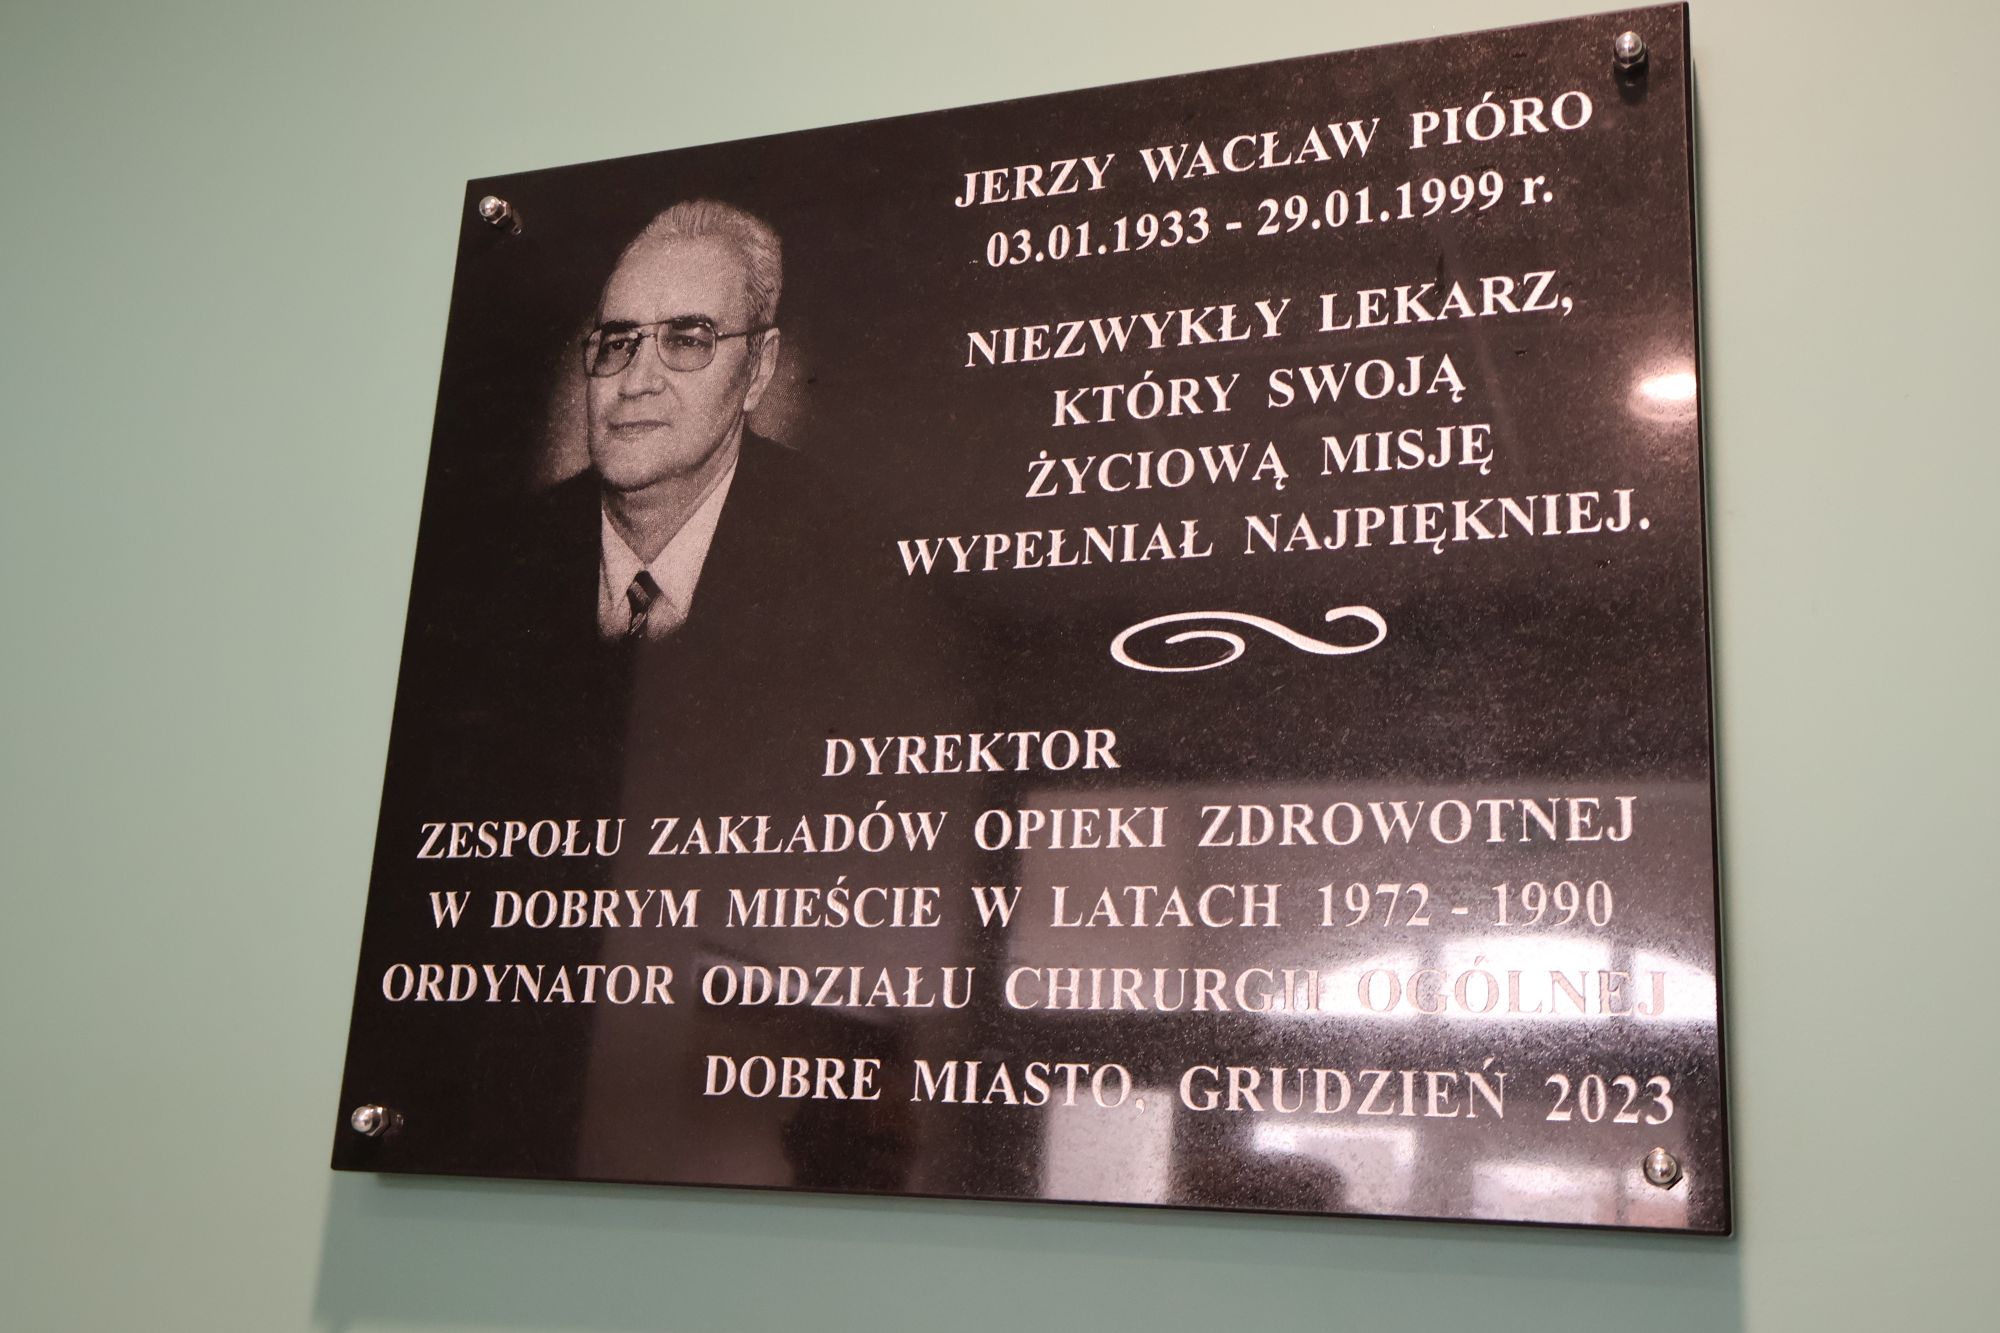 JERZY WACŁAW PIÓRO
03.01.1933 - 29.01.1999 r.
NIEZWYKŁY LEKARZ,
KTÓRY SWOJĄ
ŻYCIOWĄ MISJĘ
WYPEŁNIAŁ NAJPIĘKNIEJ.
DYREKTOR
ZESPOŁU ZAKŁADÓW OPIEKI ZDROWOTNEJ
W DOBRYM MIEŚCIE W LATACH 1972 - 1990
ORDYNATOR ODDZIAŁU CHIRURGII OGÓLNEJ
DOBRE MIASTO, GRUDZIEŃ 2023